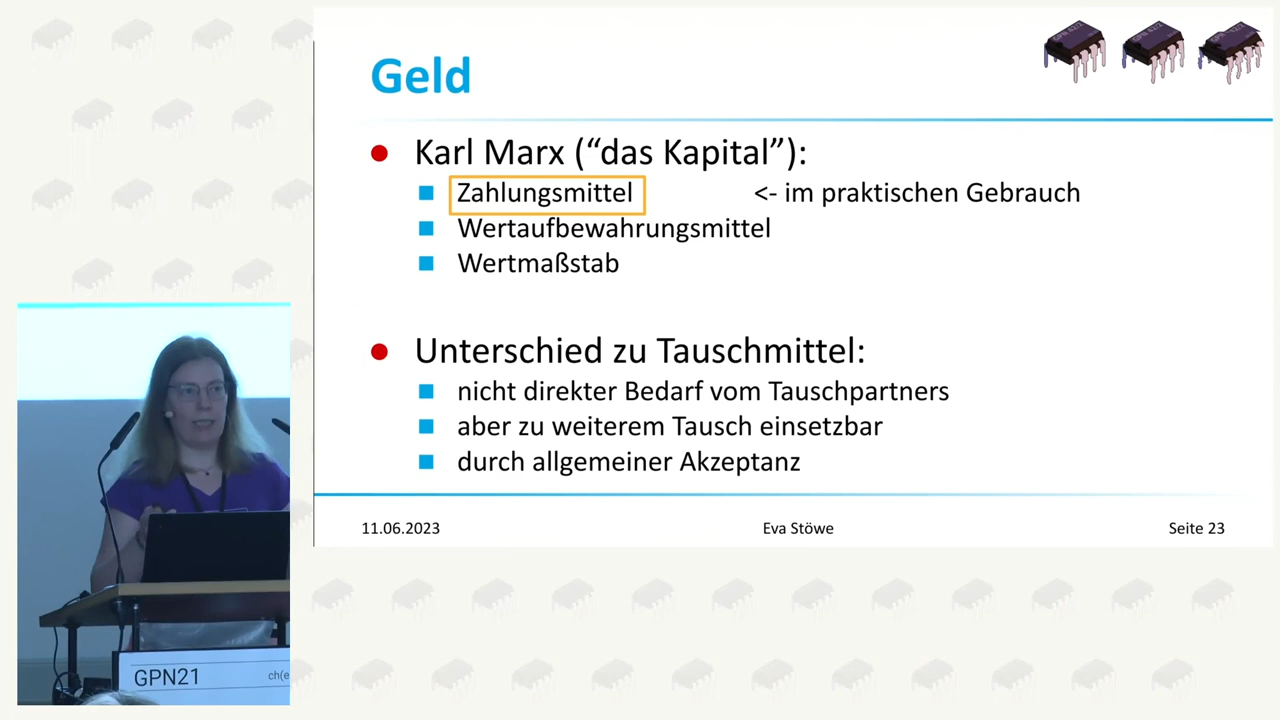 Geld
Karl Marx (“das Kapital”):
Zahlungsmittel <- im praktischen Gebrauch
Wertaufbewahrungsmittel
Wertmaßstab
Unterschied zu Tauschmittel:
nicht direkter Bedarf vom Tauschpartners
aber zu weiterem Tausch einsetzbar
durch allgemeiner Akzeptanz
11.06.2023 Eva Stöwe Seite 23
GPN21 ch(e